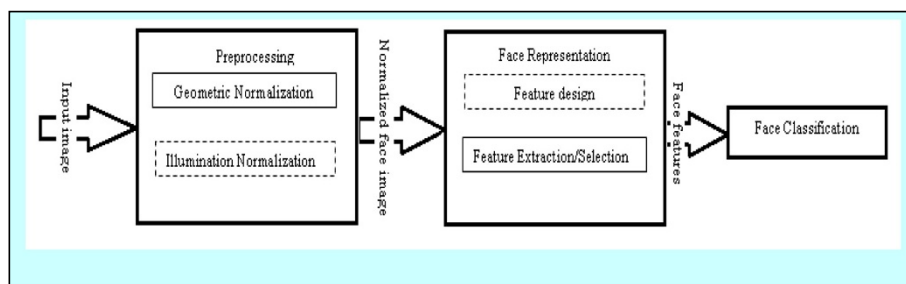 Input image
Preprocessing
Geometric Normalization
Illumination Normalization
Normalized face image
Face Representation
Feature design
Feature Extraction/Selection
Face features
Face Classification